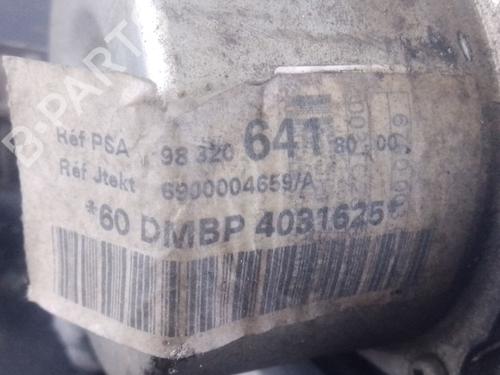 B-PARTS
Réf PSA 98 320 641 80 00
Réf Jtekt 6900004659/A
*60 DMBP 4031625*